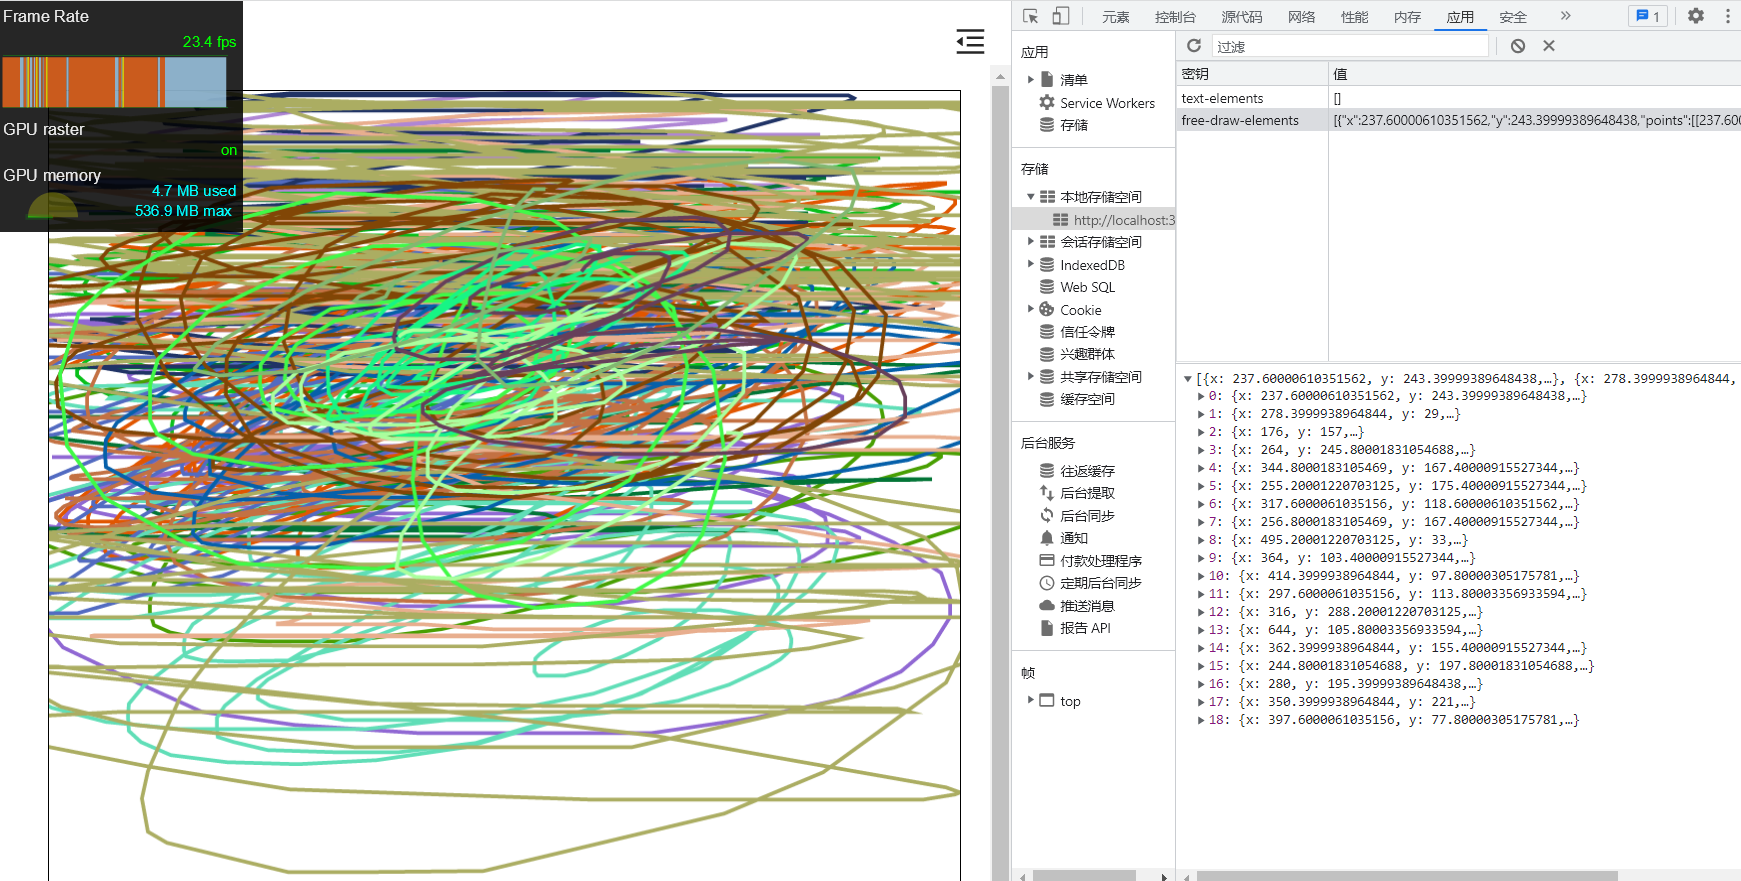 Frame Rate
23.4 fps
GPU raster
on
GPU memory
4.7 MB used
536.9 MB max
元素 控制台 源代码 网络 性能 内存 应用 安全 » 1
应用
清单
Service Workers
存储
存储
本地存储空间
http://localhost:3
会话存储空间
IndexedDB
Web SQL
Cookie
信任令牌
兴趣群体
共享存储空间
缓存空间
后台服务
往返缓存
后台提取
后台同步
通知
付款处理程序
定期后台同步
推送消息
报告 API
帧
top
过滤
密钥 值
text-elements []
free-draw-elements [{"x":237.60000610351562,"y":243.39999389648438,"points":[[237.600
[{x: 237.60000610351562, y: 243.39999389648438,…}, {x: 278.3999938964844,
0: {x: 237.60000610351562, y: 243.39999389648438,…}
1: {x: 278.3999938964844, y: 29,…}
2: {x: 176, y: 157,…}
3: {x: 264, y: 245.80001831054688,…}
4: {x: 344.8000183105469, y: 167.40000915527344,…}
5: {x: 255.20001220703125, y: 175.40000915527344,…}
6: {x: 317.6000061035156, y: 118.60000610351562,…}
7: {x: 256.8000183105469, y: 167.40000915527344,…}
8: {x: 495.20001220703125, y: 33,…}
9: {x: 364, y: 103.40000915527344,…}
10: {x: 414.3999938964844, y: 97.80000305175781,…}
11: {x: 297.6000061035156, y: 113.80003356933594,…}
12: {x: 316, y: 288.20001220703125,…}
13: {x: 644, y: 105.80003356933594,…}
14: {x: 362.3999938964844, y: 155.40000915527344,…}
15: {x: 244.80001831054688, y: 197.80001831054688,…}
16: {x: 280, y: 195.39999389648438,…}
17: {x: 350.3999938964844, y: 221,…}
18: {x: 397.6000061035156, y: 77.80000305175781,…}